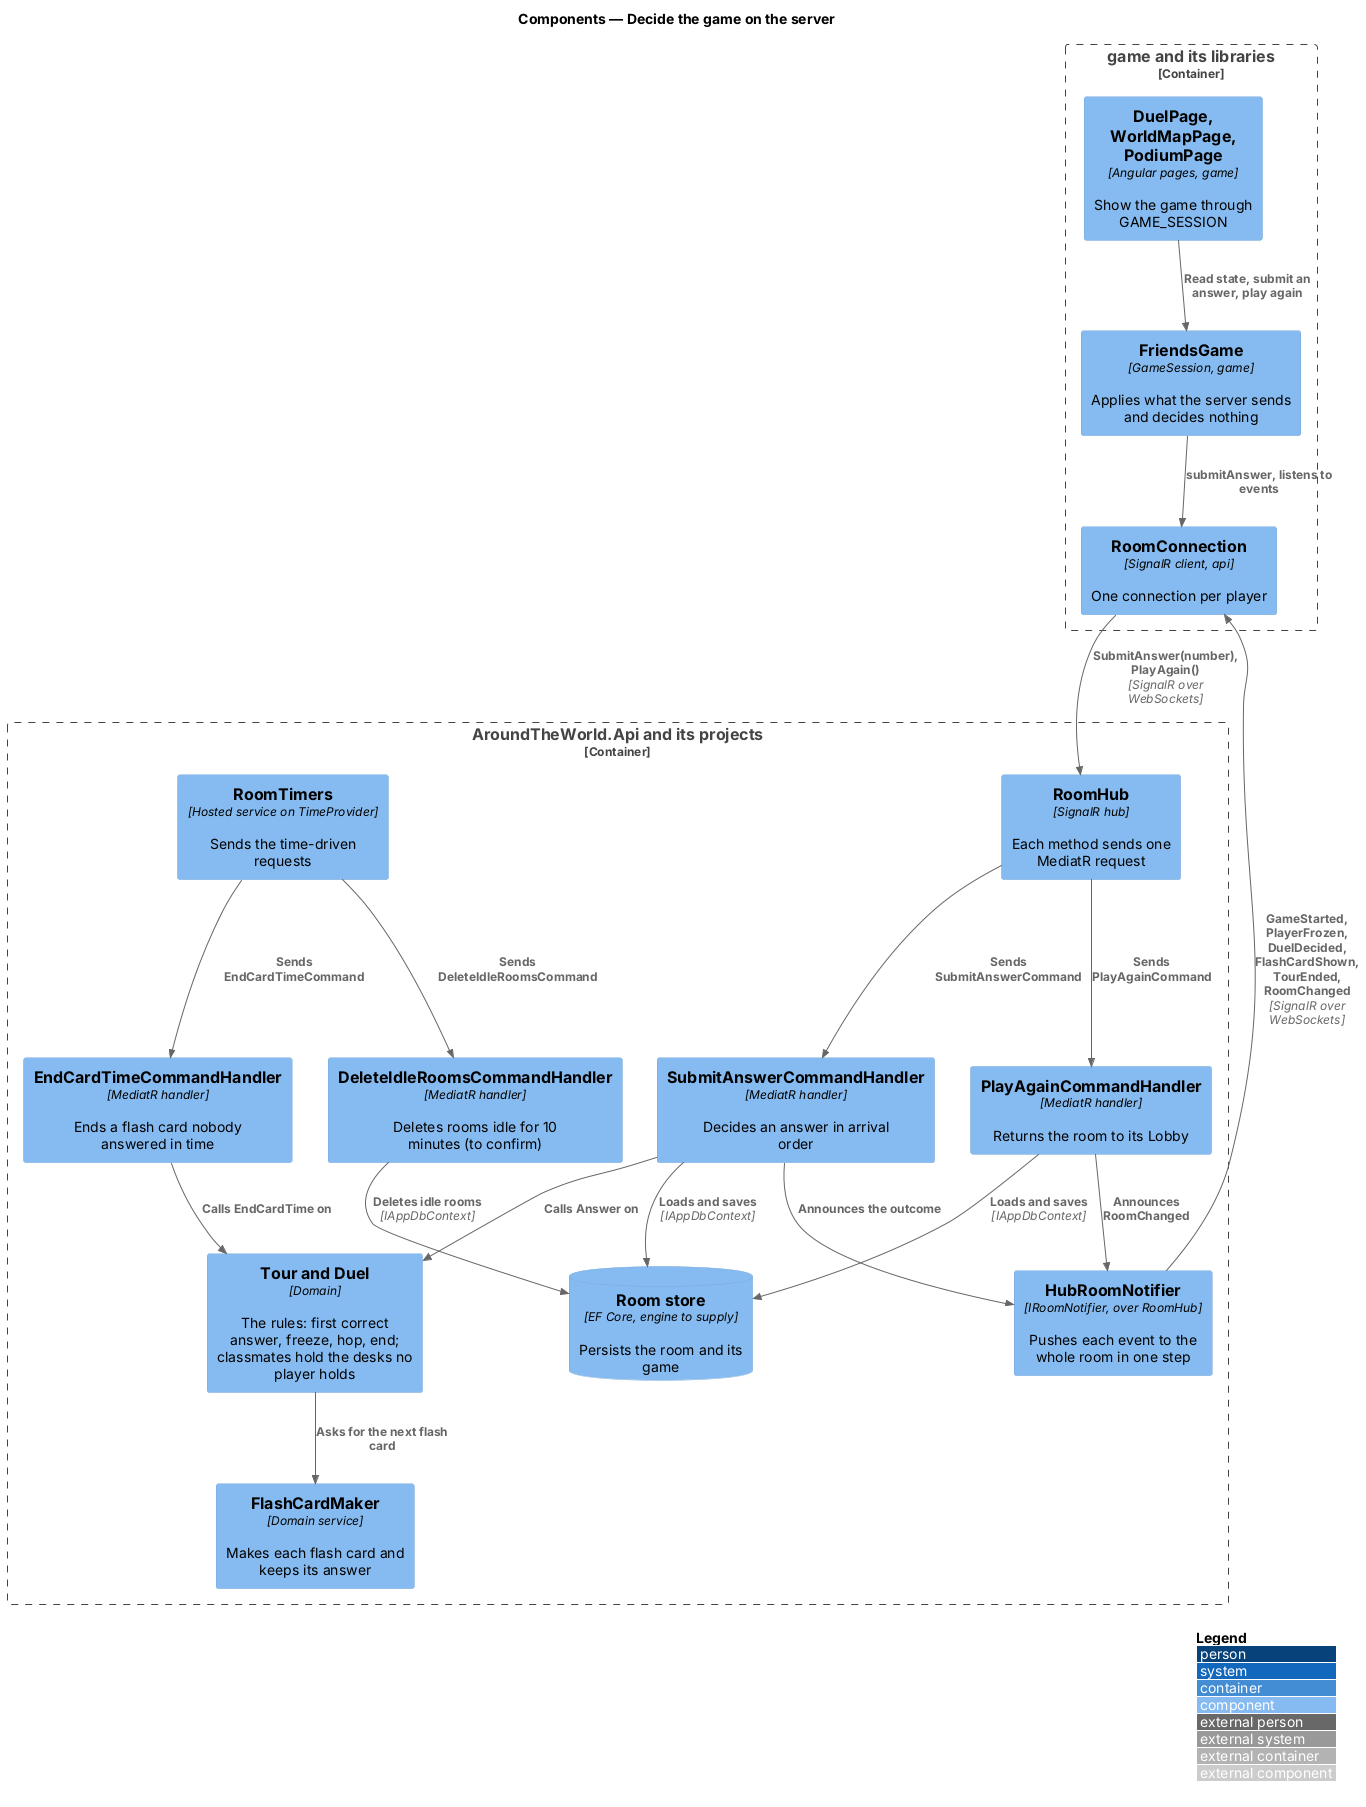 Components — Decide the game on the server
game and its libraries
[Container]
DuelPage,
WorldMapPage,
PodiumPage
[Angular pages, game]
Show the game through
GAME_SESSION
Read state, submit an
answer, play again
FriendsGame
[GameSession, game]
Applies what the server sends
and decides nothing
submitAnswer, listens to
events
RoomConnection
[SignalR client, api]
One connection per player
SubmitAnswer(number),
PlayAgain()
[SignalR over
WebSockets]
AroundTheWorld.Api and its projects
[Container]
RoomTimers
[Hosted service on TimeProvider]
Sends the time-driven
requests
RoomHub
[SignalR hub]
Each method sends one
MediatR request
GameStarted,
PlayerFrozen,
DuelDecided,
FlashCardShown,
TourEnded,
RoomChanged
[SignalR over
WebSockets]
Sends
EndCardTimeCommand
Sends
DeleteIdleRoomsCommand
Sends
SubmitAnswerCommand
Sends
PlayAgainCommand
EndCardTimeCommandHandler
[MediatR handler]
Ends a flash card nobody
answered in time
DeleteIdleRoomsCommandHandler
[MediatR handler]
Deletes rooms idle for 10
minutes (to confirm)
SubmitAnswerCommandHandler
[MediatR handler]
Decides an answer in arrival
order
PlayAgainCommandHandler
[MediatR handler]
Returns the room to its Lobby
Calls EndCardTime on
Deletes idle rooms
[IAppDbContext]
Calls Answer on
Loads and saves
[IAppDbContext]
Announces the outcome
Loads and saves
[IAppDbContext]
Announces
RoomChanged
Tour and Duel
[Domain]
The rules: first correct
answer, freeze, hop, end;
classmates hold the desks no
player holds
Room store
[EF Core, engine to supply]
Persists the room and its
game
HubRoomNotifier
[IRoomNotifier, over RoomHub]
Pushes each event to the
whole room in one step
Asks for the next flash
card
FlashCardMaker
[Domain service]
Makes each flash card and
keeps its answer
Legend
person
system
container
component
external person
external system
external container
external component